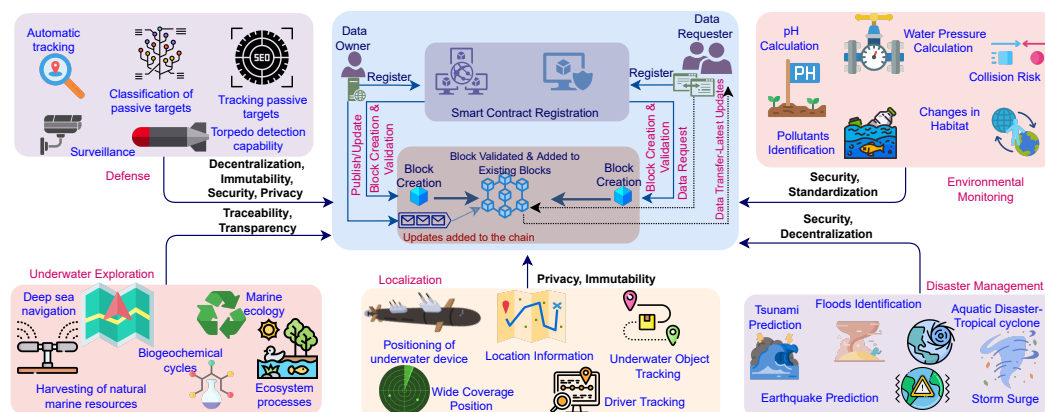 Automatic
tracking
Classification of
passive targets
SEO
Tracking passive
targets
Surveillance
Torpedo detection
capability
Defense
Decentralization,
Immutability,
Security, Privacy
Data
Owner
Register
Smart Contract Registration
Data
Requester
Register
Publish/Update
Block Creation &
Validation
Block
Creation
Block Validated & Added to
Existing Blocks
Block
Creation
Updates added to the chain
Block Creation &
Validation
Data Request
Data Transfer-Latest Updates
pH
Calculation
PH
Water Pressure
Calculation
Collision Risk
Pollutants
Identification
Changes in
Habitat
Security,
Standardization
Environmental
Monitoring
Traceability,
Transparency
Underwater Exploration
Deep sea
navigation
Marine
ecology
Biogeochemical
cycles
Harvesting of natural
marine resources
Ecosystem
processes
Privacy, Immutability
Localization
Positioning of
underwater device
Location Information
Underwater Object
Tracking
Wide Coverage
Position
Driver Tracking
Security,
Decentralization
Disaster Management
Tsunami
Prediction
Floods Identification
Aquatic Disaster-
Tropical cyclone
Earthquake Prediction
Storm Surge